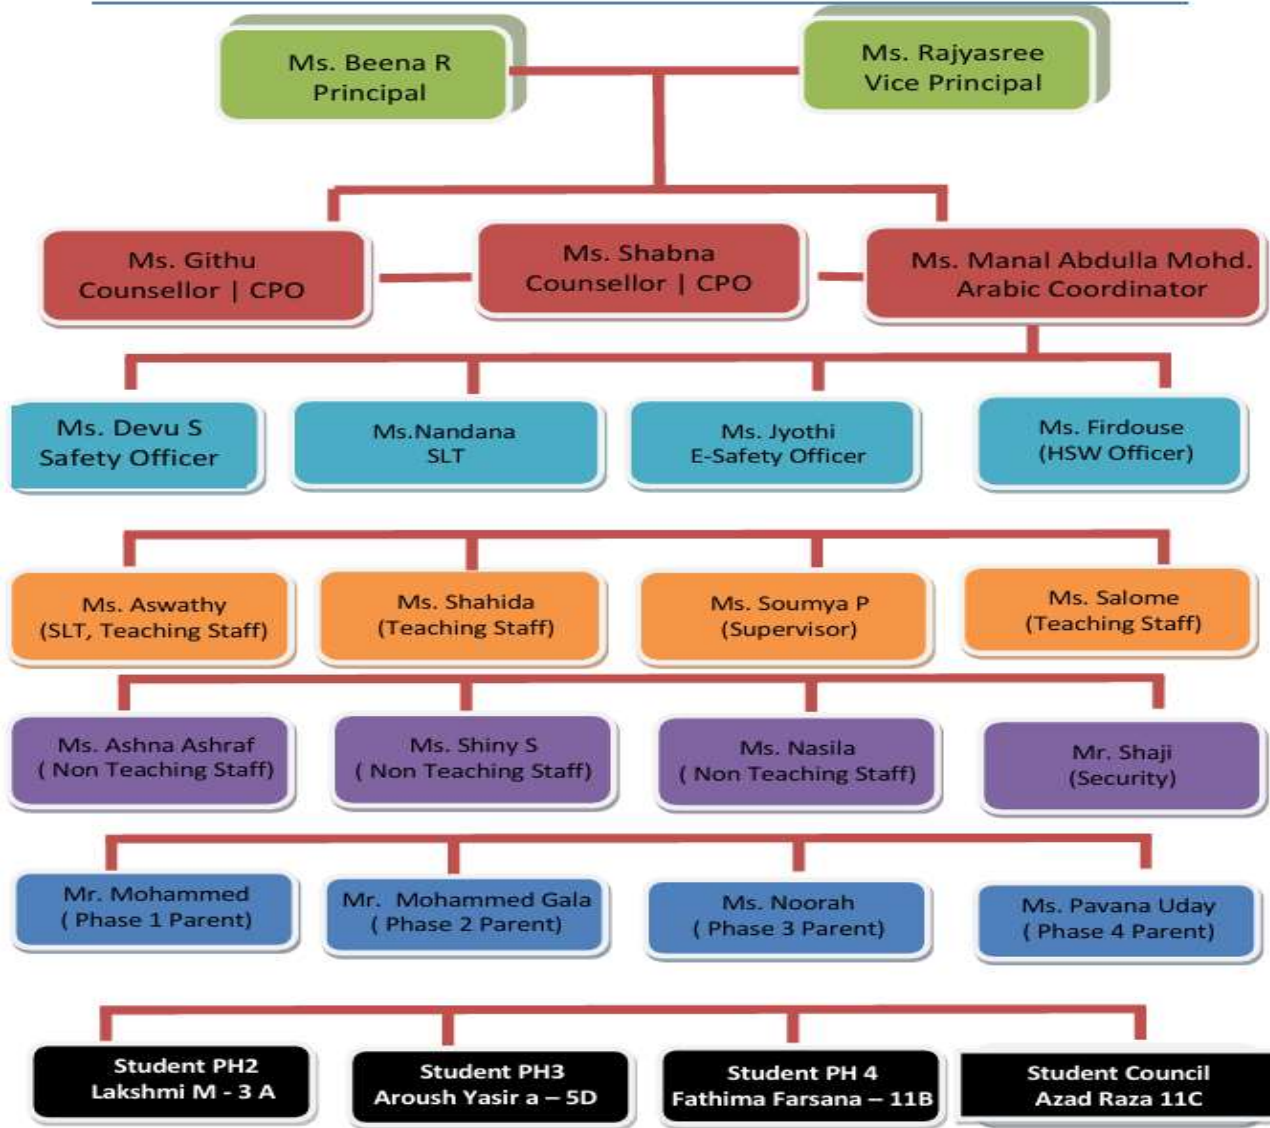 Ms. Beena R
Principal
Ms. Rajyasree
Vice Principal
Ms. Githu
Counsellor | CPO
Ms. Shabna
Counsellor | CPO
Ms. Manal Abdulla Mohd.
Arabic Coordinator
Ms. Devu S
Safety Officer
Ms.Nandana
SLT
Ms. Jyothi
E-Safety Officer
Ms. Firdouse
(HSW Officer)
Ms. Aswathy
(SLT, Teaching Staff)
Ms. Shahida
(Teaching Staff)
Ms. Soumya P
(Supervisor)
Ms. Salome
(Teaching Staff)
Ms. Ashna Ashraf
( Non Teaching Staff)
Ms. Shiny S
( Non Teaching Staff)
Ms. Nasila
( Non Teaching Staff)
Mr. Shaji
(Security)
Mr. Mohammed
( Phase 1 Parent)
Mr. Mohammed Gala
( Phase 2 Parent)
Ms. Noorah
( Phase 3 Parent)
Ms. Pavana Uday
( Phase 4 Parent)
Student PH2
Lakshmi M - 3 A
Student PH3
Aroush Yasir a – 5D
Student PH 4
Fathima Farsana – 11B
Student Council
Azad Raza 11C